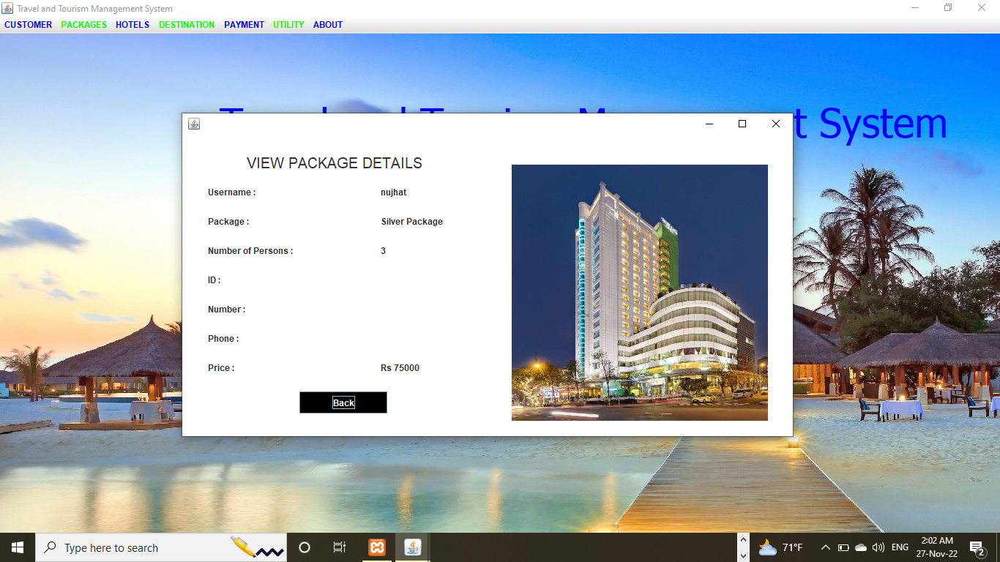 Travel and Tourism Management System
CUSTOMER PACKAGES HOTELS DESTINATION PAYMENT UTILITY ABOUT
t System
VIEW PACKAGE DETAILS
Username : nujhat
Package : Silver Package
Number of Persons : 3
ID :
Number :
Phone :
Price : Rs 75000
Back
Type here to search
71°F
ENG
2:02 AM
27-Nov-22
2